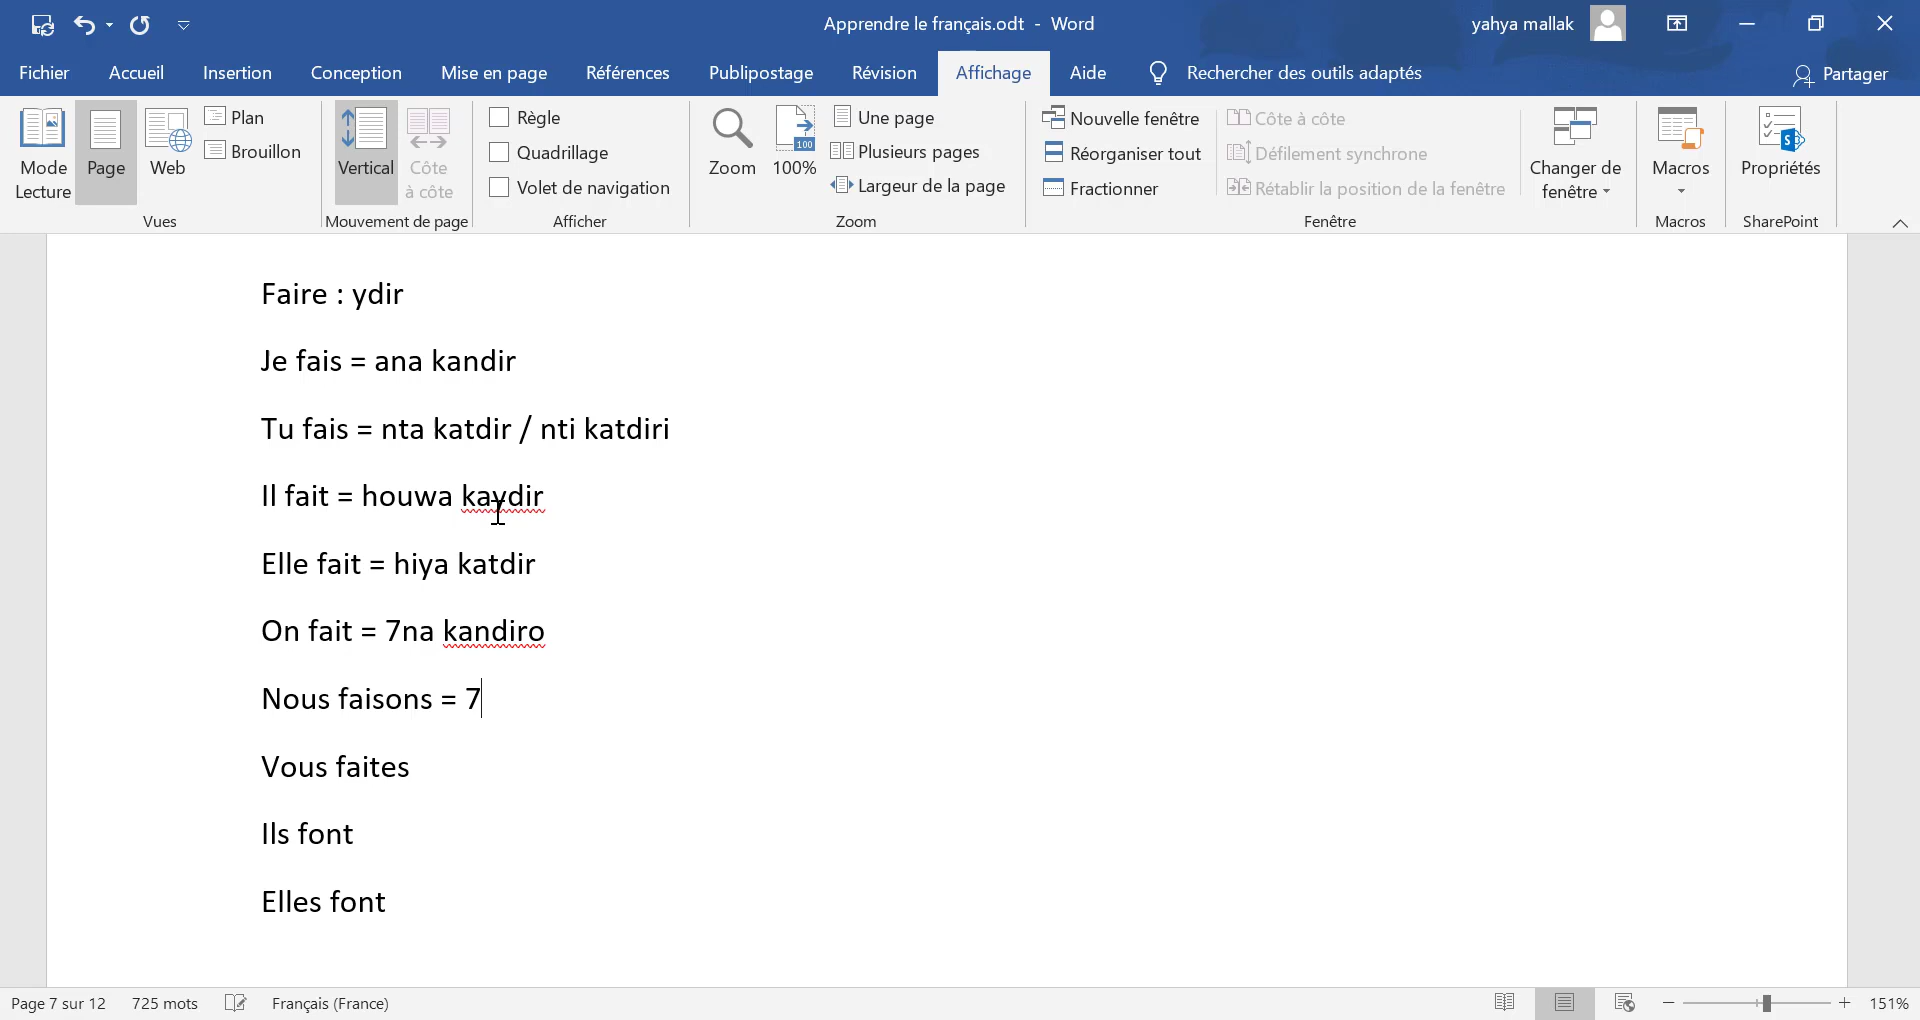 Apprendre le français.odt - Word
yahya mallak
Fichier Accueil Insertion Conception Mise en page Références Publipostage Révision Affichage Aide Rechercher des outils adaptés Partager
Mode Lecture
Page
Web
Plan
Brouillon
Vues
Vertical
Côte à côte
Mouvement de page
Règle
Quadrillage
Volet de navigation
Afficher
Zoom
100
100%
Une page
Plusieurs pages
Largeur de la page
Zoom
Nouvelle fenêtre
Réorganiser tout
Fractionner
Côte à côte
Défilement synchrone
Rétablir la position de la fenêtre
Changer de fenêtre
Fenêtre
Macros
Macros
S
Propriétés
SharePoint
Faire : ydir
Je fais = ana kandir
Tu fais = nta katdir / nti katdiri
Il fait = houwa kaydir
Elle fait = hiya katdir
On fait = 7na kandiro
Nous faisons = 7
Vous faites
Ils font
Elles font
Page 7 sur 12 725 mots Français (France) 151%